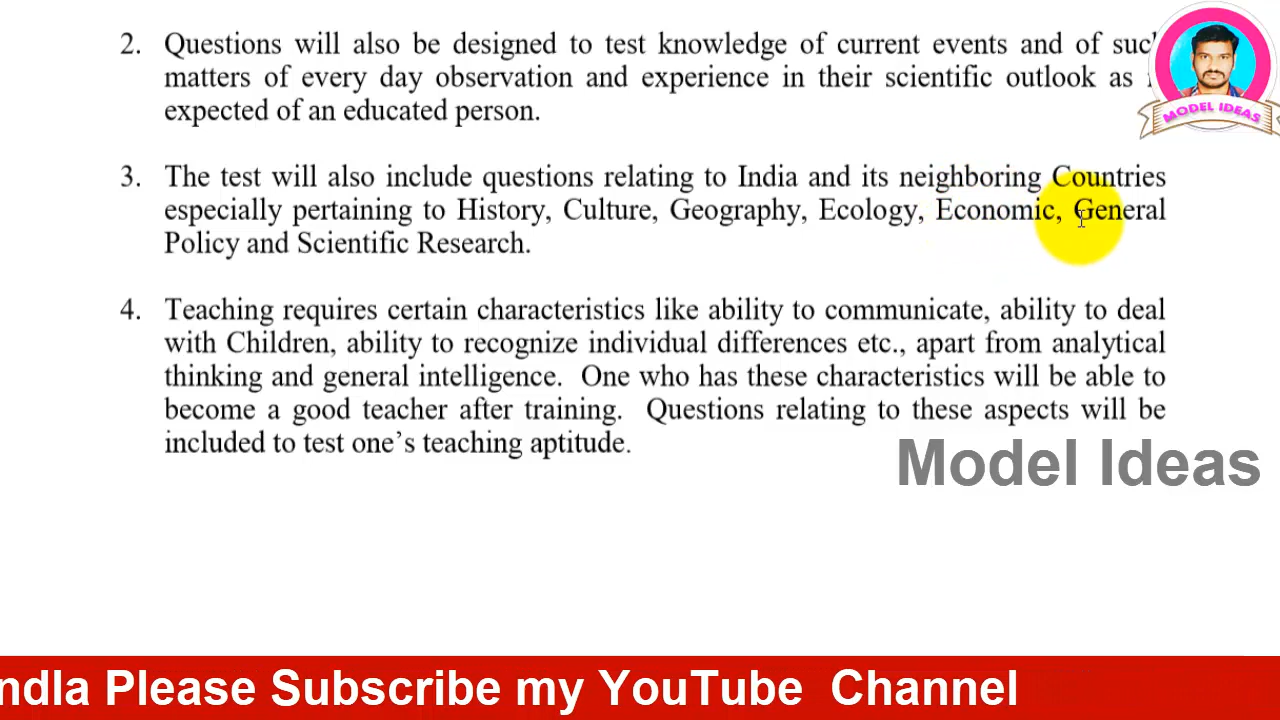 2. Questions will also be designed to test knowledge of current events and of such
matters of every day observation and experience in their scientific outlook as
expected of an educated person.
3. The test will also include questions relating to India and its neighboring Countries
especially pertaining to History, Culture, Geography, Ecology, Economic, General
Policy and Scientific Research.
4. Teaching requires certain characteristics like ability to communicate, ability to deal
with Children, ability to recognize individual differences etc., apart from analytical
thinking and general intelligence. One who has these characteristics will be able to
become a good teacher after training. Questions relating to these aspects will be
included to test one’s teaching aptitude.
MODEL IDEAS
Model Ideas
Please Subscribe my YouTube Channel